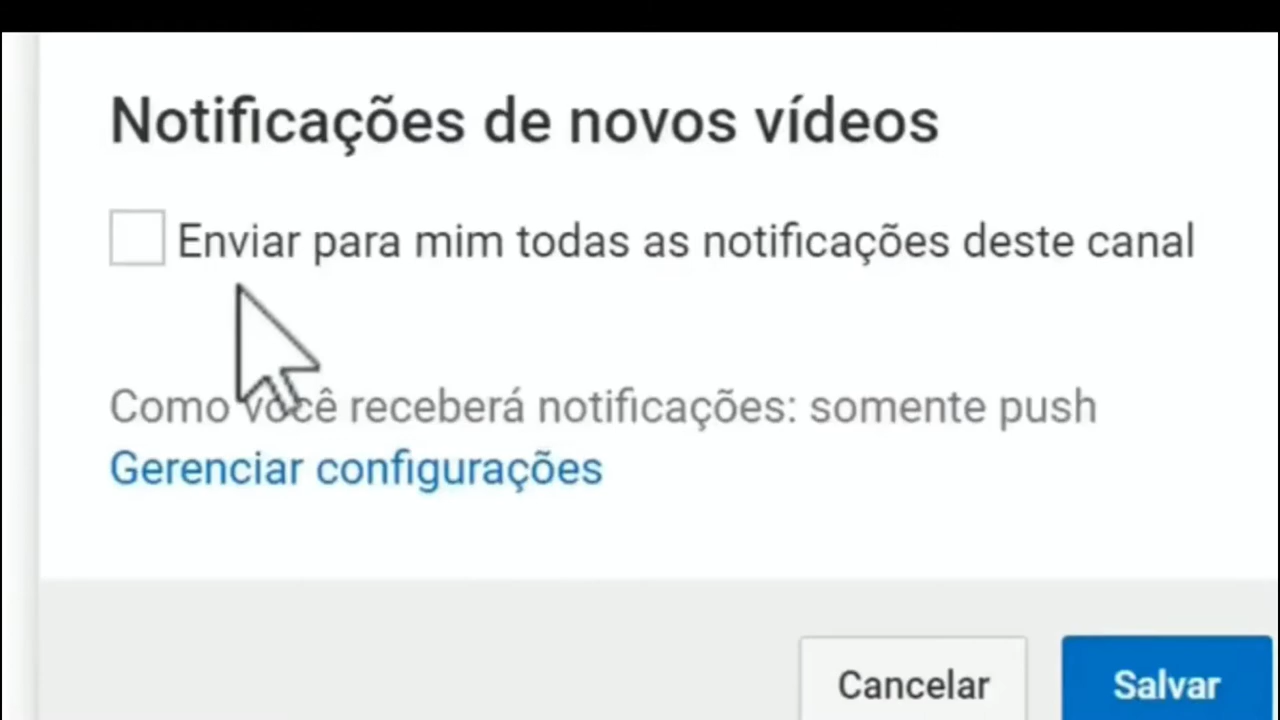 Notificações de novos vídeos
Enviar para mim todas as notificações deste canal
Como você receberá notificações: somente push
Gerenciar configurações
Cancelar
Salvar